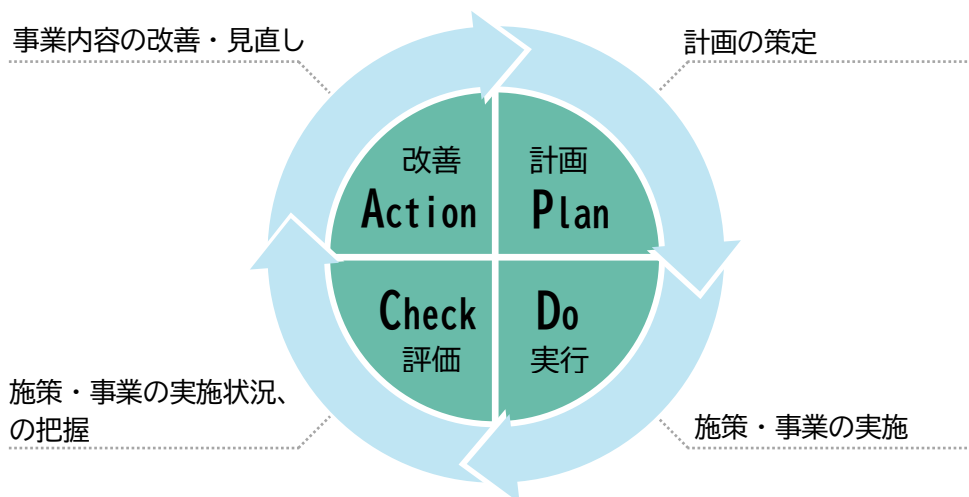 事業内容の改善・見直し
計画の策定
改善
Action
計画
Plan
Check
評価
Do
実行
施策・事業の実施状況、
の把握
施策・事業の実施